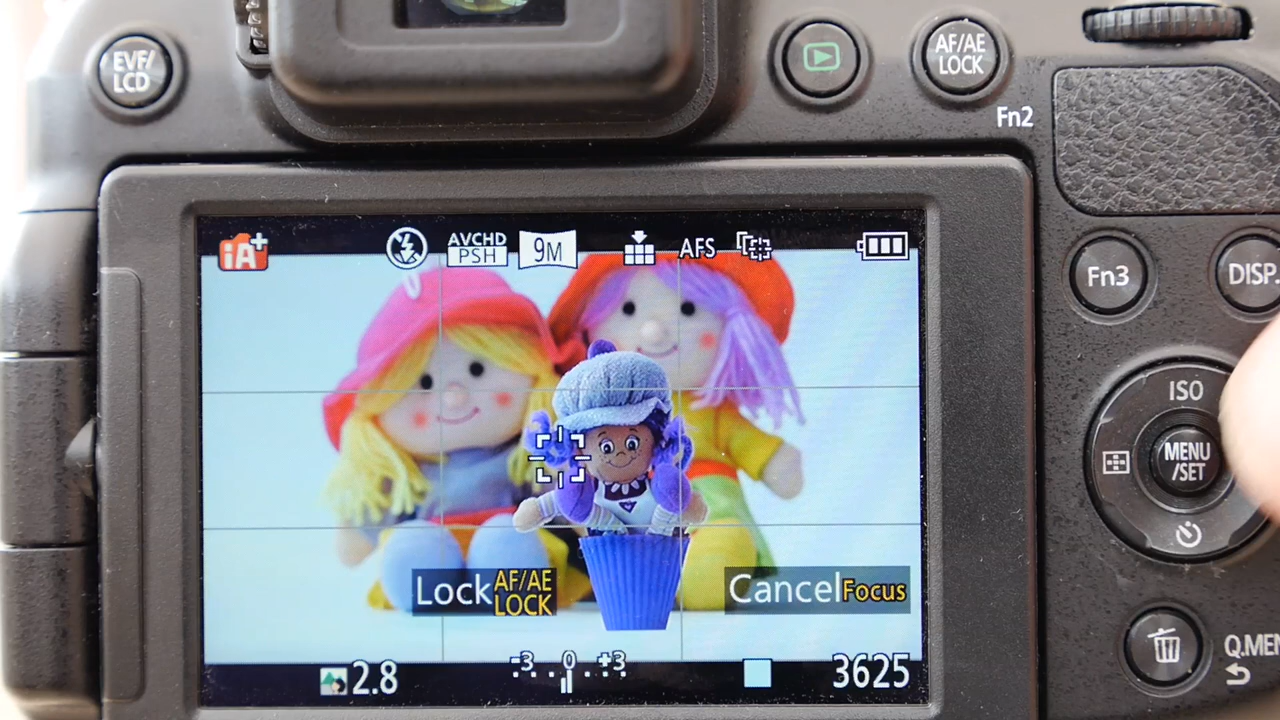 EVF/
LCD
AF/AE
LOCK
Fn2
iA+
AVCHD
PSH
9M
AFS
Fn3
DISP.
ISO
MENU
/SET
Lock AF/AE
LOCK
Cancel Focus
2.8
-3 0 +3
3625
Q.MEN